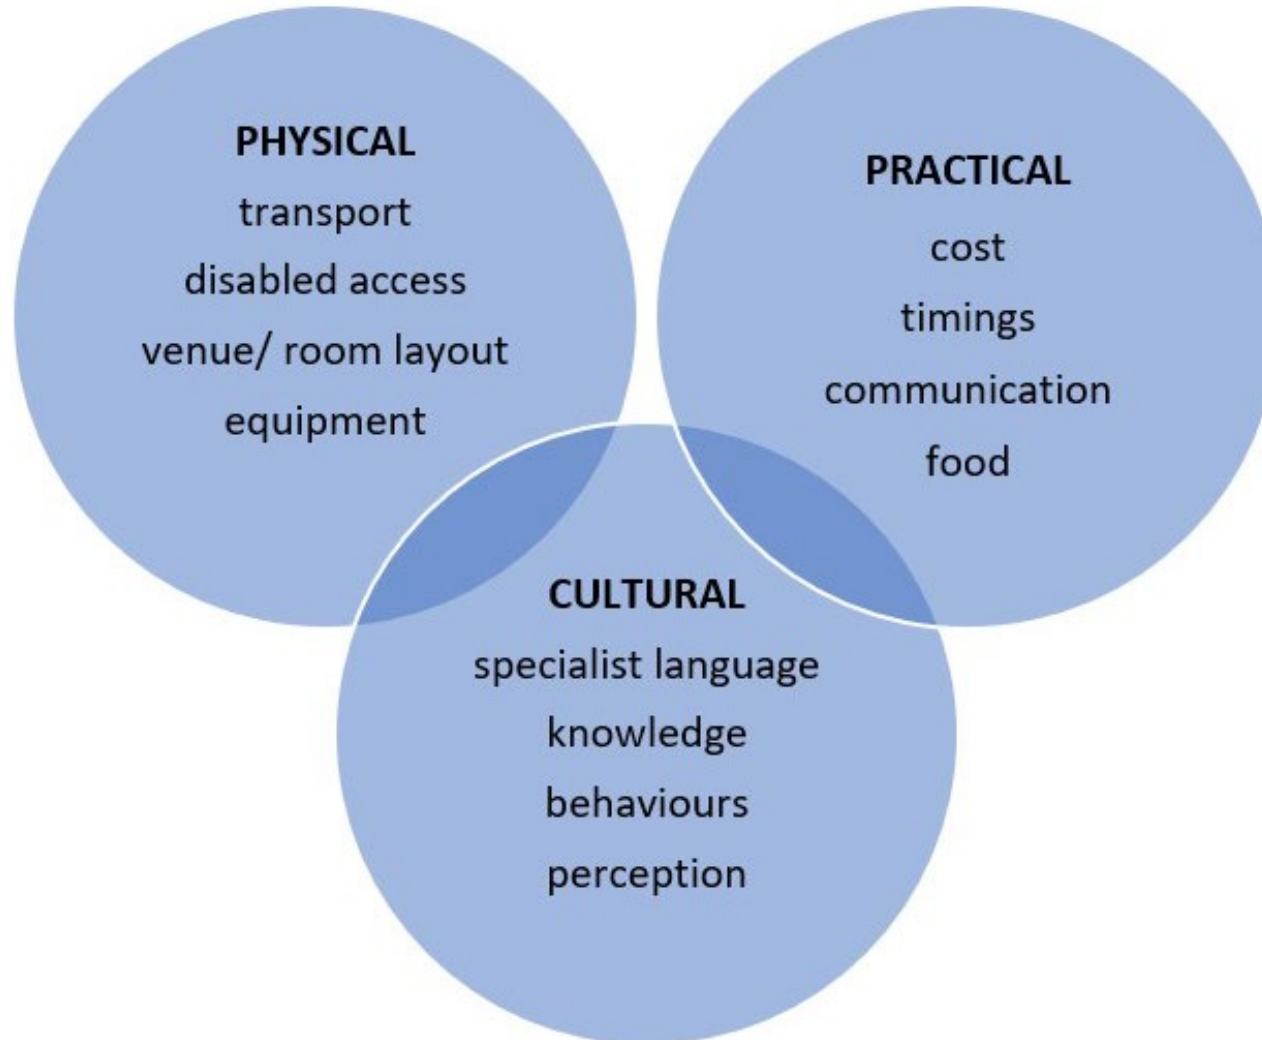 PHYSICAL
transport
disabled access
venue/ room layout
equipment
PRACTICAL
cost
timings
communication
food
CULTURAL
specialist language
knowledge
behaviours
perception